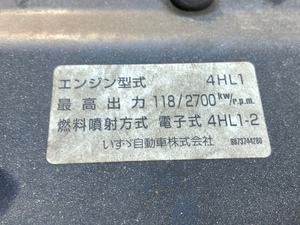 エンジン型式 4HL1
最高出力 118/2700 kW/r.p.m.
燃料噴射方式 電子式 4HL1-2
いすゞ自動車株式会社 8973744260